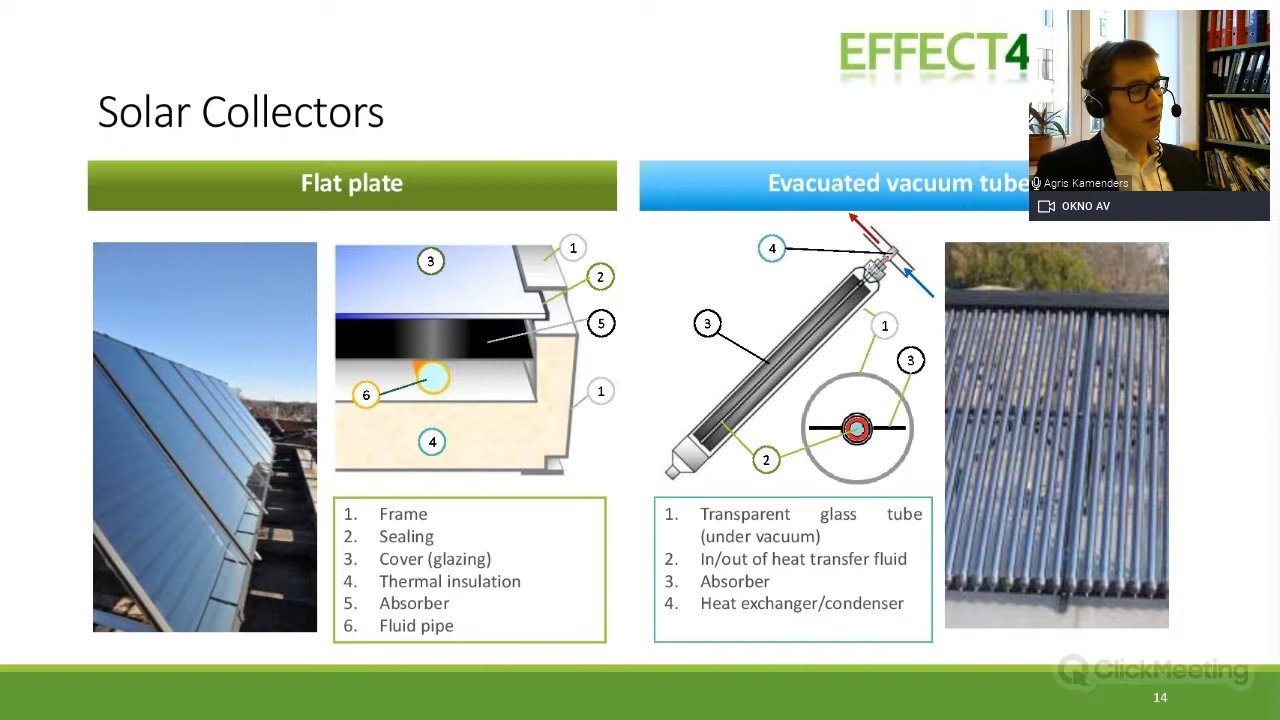 EFFECT4
Solar Collectors
Agris Kamenders
OKNO AV
Flat plate
Evacuated vacuum tube
3
1
2
5
6
1
4
4
3
1
3
2
1. Frame
2. Sealing
3. Cover (glazing)
4. Thermal insulation
5. Absorber
6. Fluid pipe
1. Transparent glass tube
(under vacuum)
2. In/out of heat transfer fluid
3. Absorber
4. Heat exchanger/condenser
ClickMeeting
14